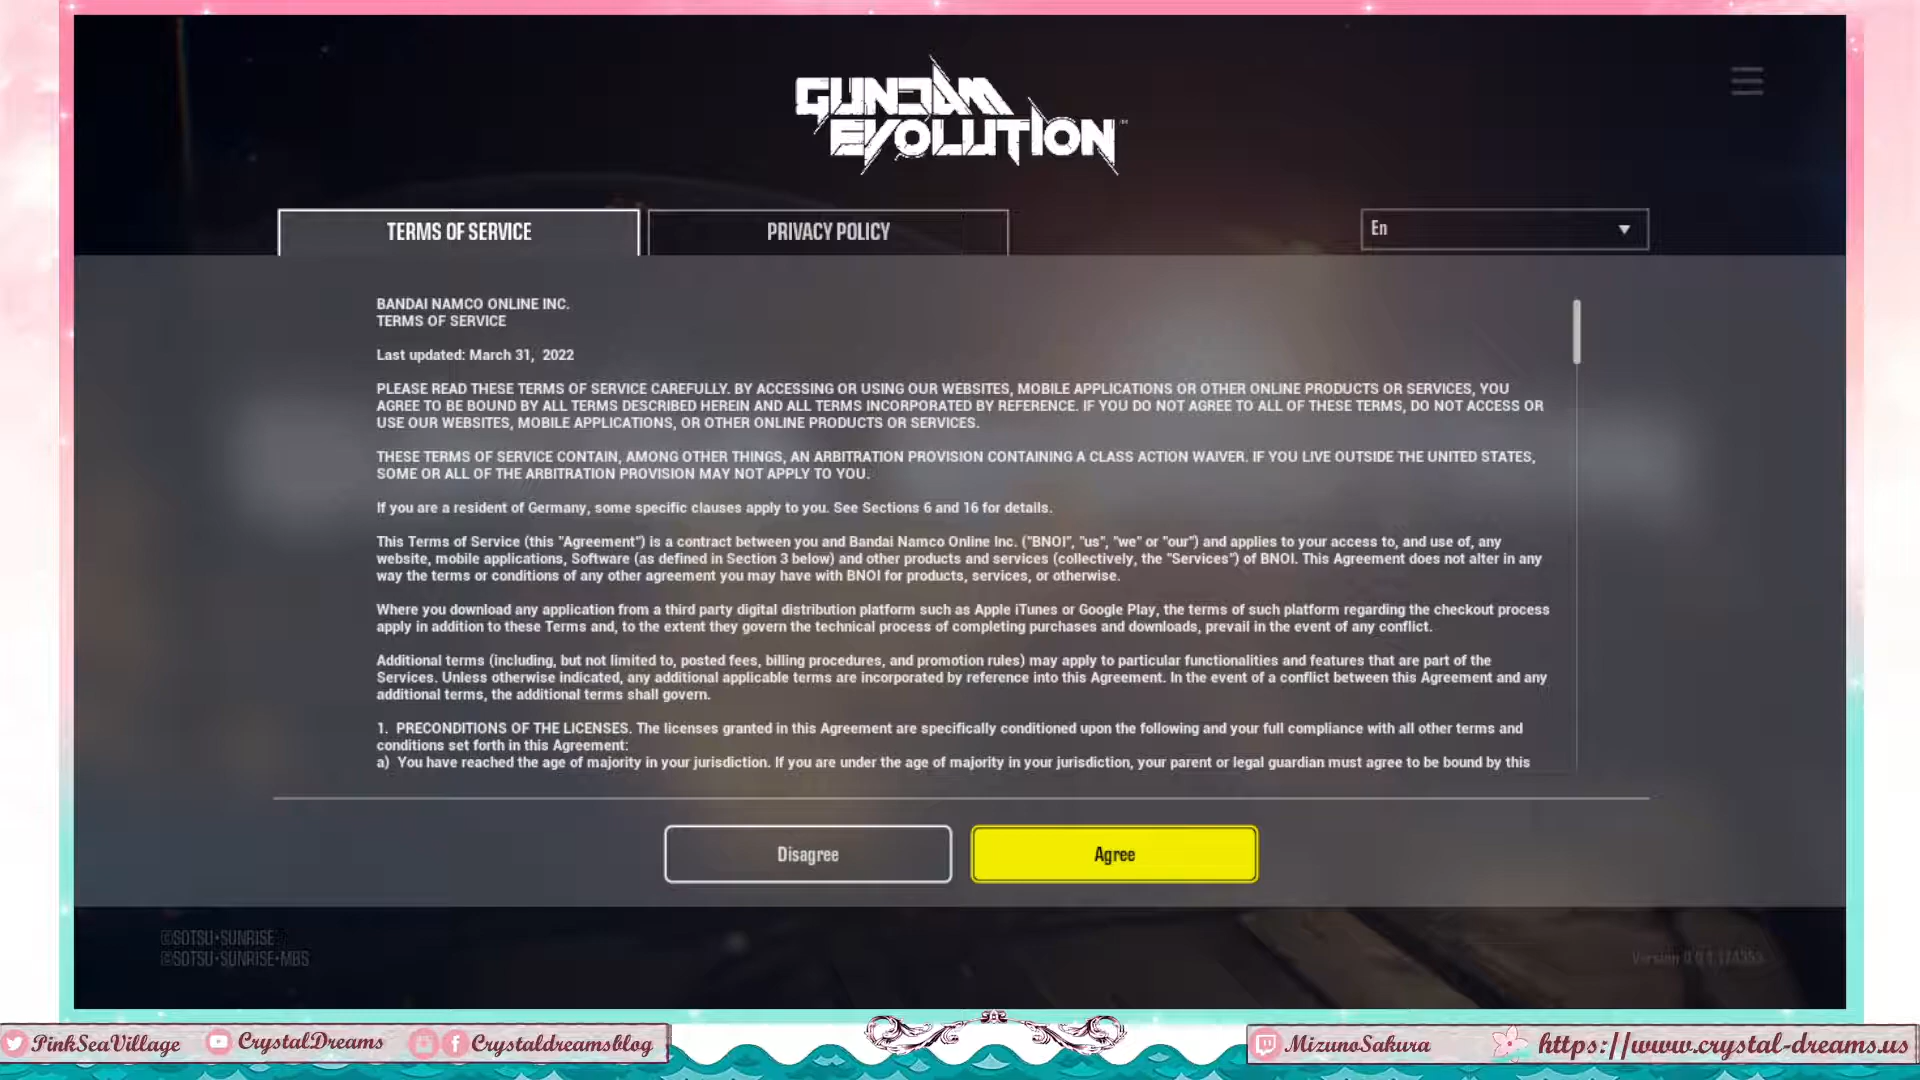 GUNDAM
EVOLUTION™
TERMS OF SERVICE
PRIVACY POLICY
En
BANDAI NAMCO ONLINE INC.
TERMS OF SERVICE
Last updated: March 31,  2022
PLEASE READ THESE TERMS OF SERVICE CAREFULLY. BY ACCESSING OR USING OUR WEBSITES, MOBILE APPLICATIONS OR OTHER ONLINE PRODUCTS OR SERVICES, YOU
AGREE TO BE BOUND BY ALL TERMS DESCRIBED HEREIN AND ALL TERMS INCORPORATED BY REFERENCE. IF YOU DO NOT AGREE TO ALL OF THESE TERMS, DO NOT ACCESS OR
USE OUR WEBSITES, MOBILE APPLICATIONS, OR OTHER ONLINE PRODUCTS OR SERVICES.
THESE TERMS OF SERVICE CONTAIN, AMONG OTHER THINGS, AN ARBITRATION PROVISION CONTAINING A CLASS ACTION WAIVER. IF YOU LIVE OUTSIDE THE UNITED STATES,
SOME OR ALL OF THE ARBITRATION PROVISION MAY NOT APPLY TO YOU.
If you are a resident of Germany, some specific clauses apply to you. See Sections 6 and 16 for details.
This Terms of Service (this "Agreement") is a contract between you and Bandai Namco Online Inc. ("BNOI", "us", "we" or "our") and applies to your access to, and use of, any
website, mobile applications, Software (as defined in Section 3 below) and other products and services (collectively, the "Services") of BNOI. This Agreement does not alter in any
way the terms or conditions of any other agreement you may have with BNOI for products, services, or otherwise.
Where you download any application from a third party digital distribution platform such as Apple iTunes or Google Play, the terms of such platform regarding the checkout process
apply in addition to these Terms and, to the extent they govern the technical process of completing purchases and downloads, prevail in the event of any conflict.
Additional terms (including, but not limited to, posted fees, billing procedures, and promotion rules) may apply to particular functionalities and features that are part of the
Services. Unless otherwise indicated, any additional applicable terms are incorporated by reference into this Agreement. In the event of a conflict between this Agreement and any
additional terms, the additional terms shall govern.
1.  PRECONDITIONS OF THE LICENSES. The licenses granted in this Agreement are specifically conditioned upon the following and your full compliance with all other terms and
conditions set forth in this Agreement:
a)  You have reached the age of majority in your jurisdiction. If you are under the age of majority in your jurisdiction, your parent or legal guardian must agree to be bound by this
Disagree
Agree
©SOTSU•SUNRISE
©SOTSU•SUNRISE•MBS
Version
PinkSeaVillage
CrystalDreams
Crystaldreamsblog
MizunoSakura
https://www.crystal-dreams.us